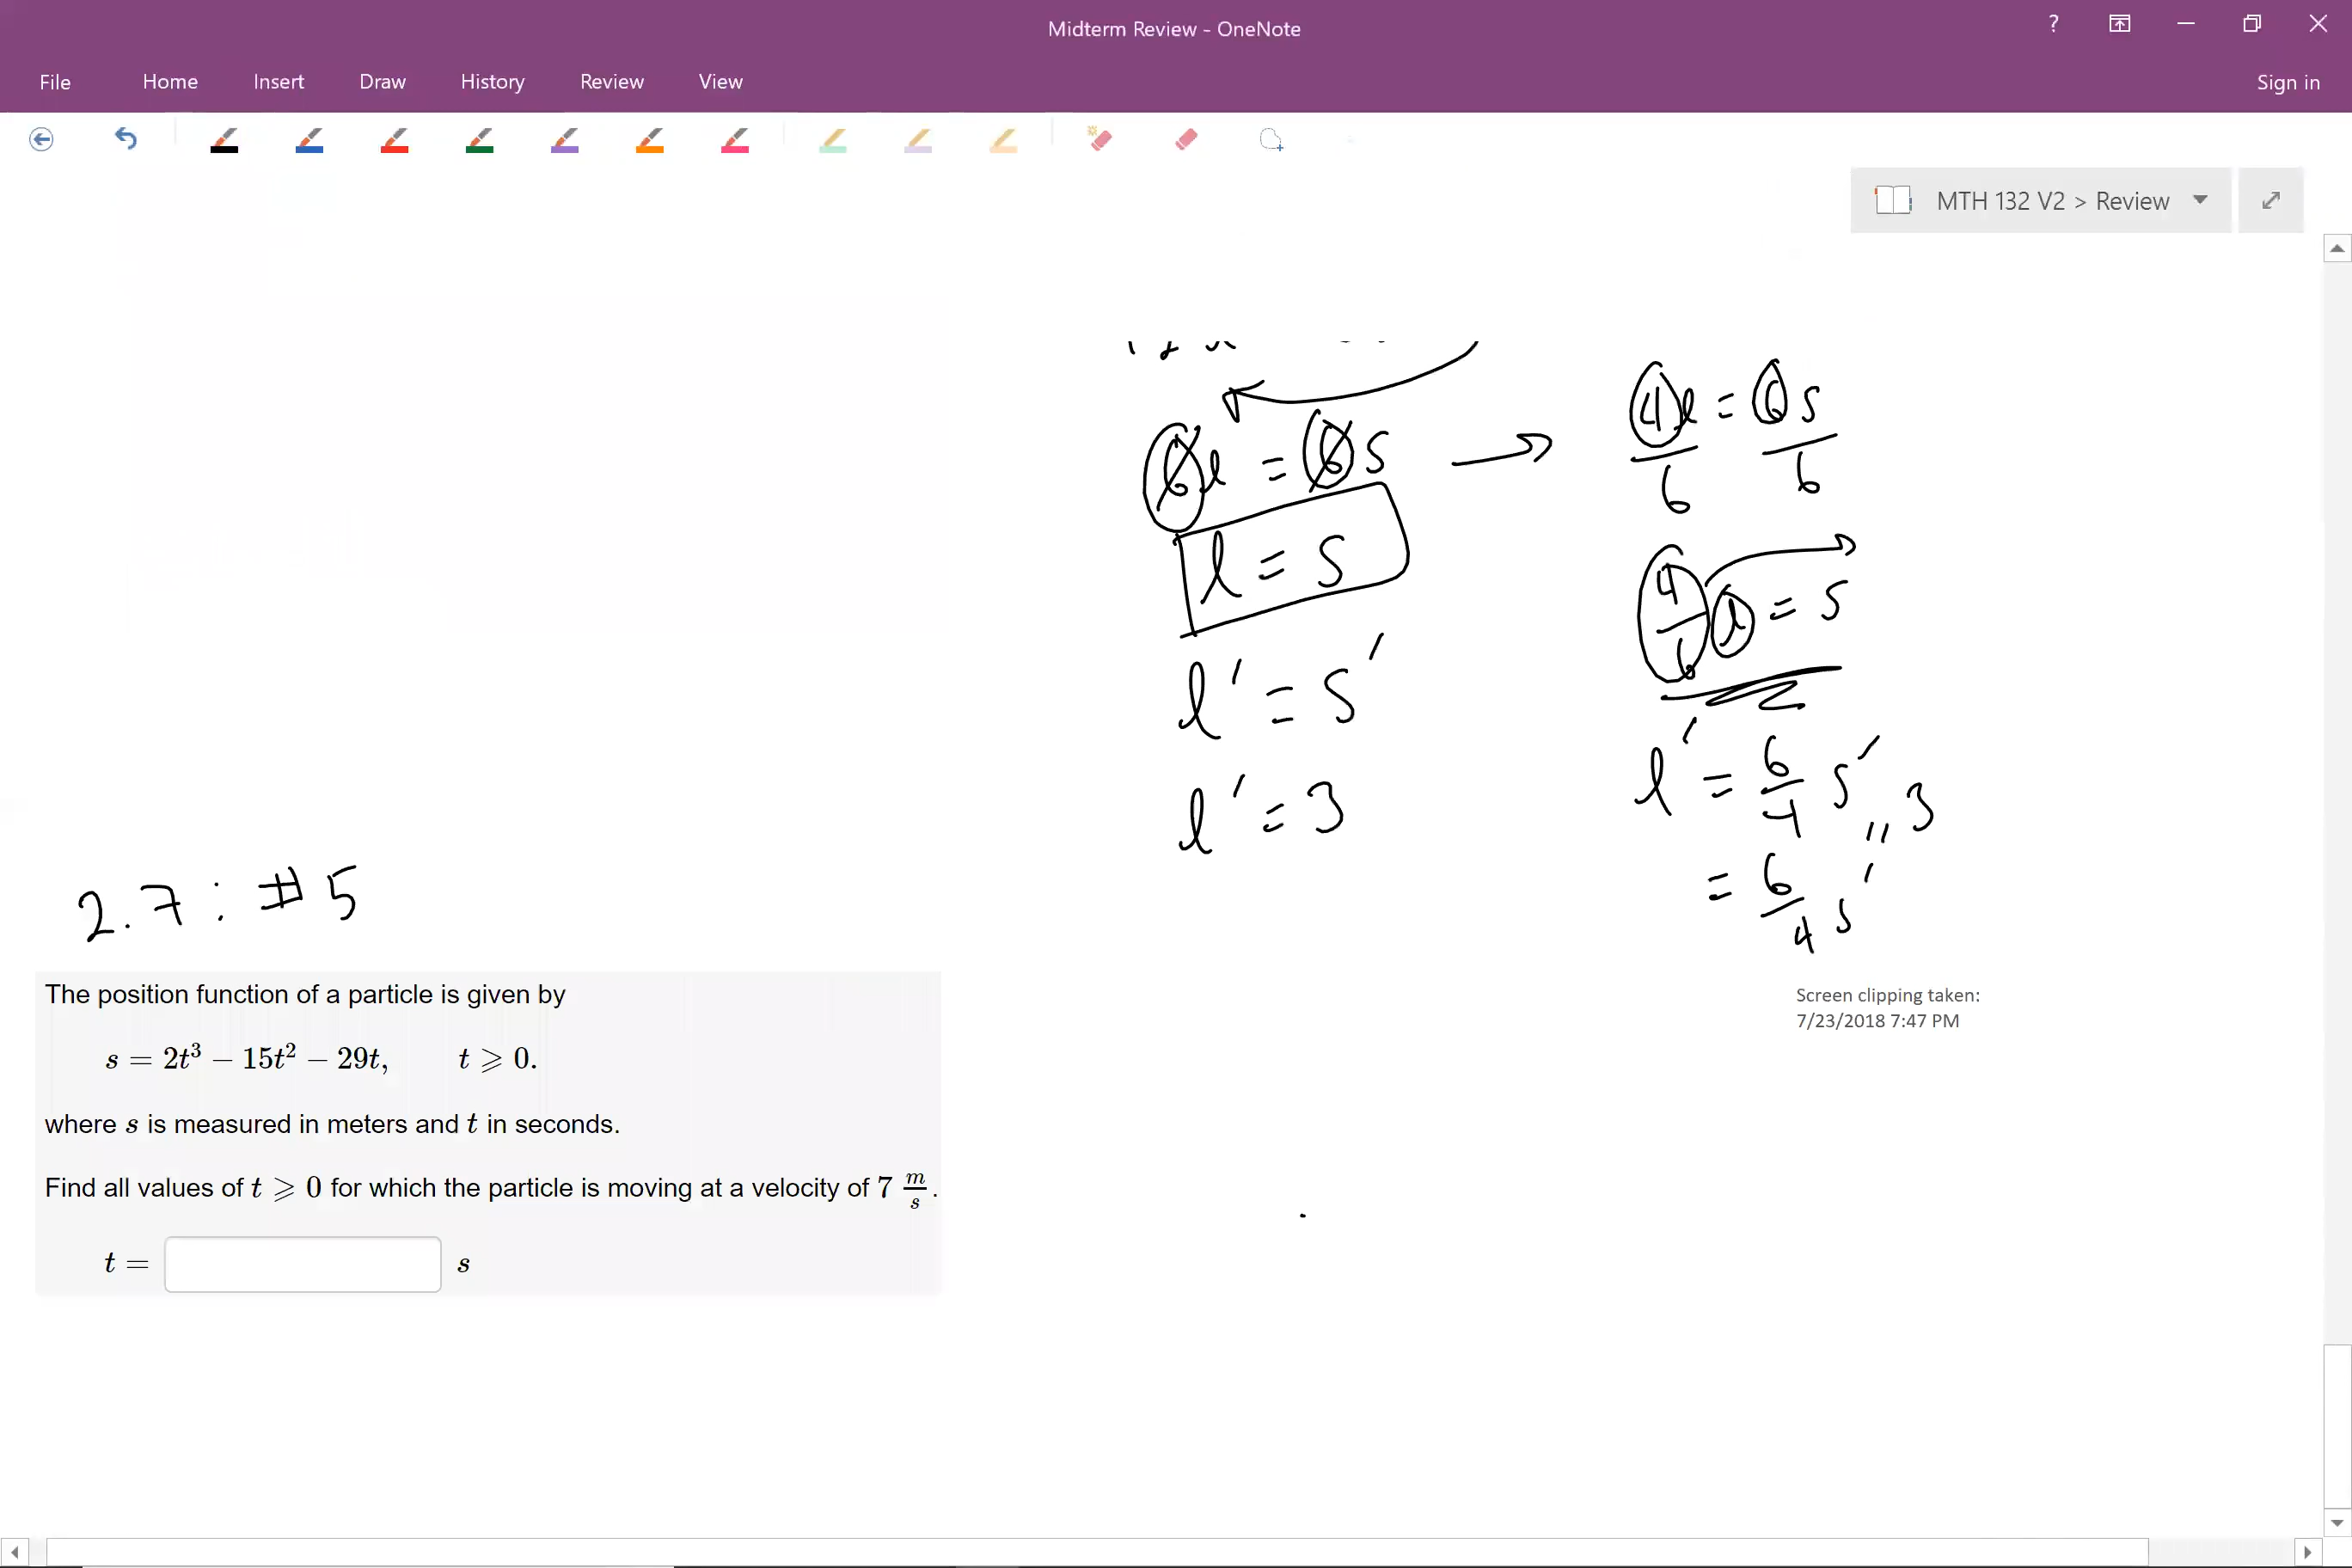 Midterm Review - OneNote
?
File Home Insert Draw History Review View Sign in
MTH 132 V2 > Review
6l = 6s
l = s
l' = s'
l' = 3
4l/6 = 6s/6
4/6 l = s
l' = 6/4 s'
" 3
= 6/4 s'
2.7 : #5
The position function of a particle is given by
s = 2t³ − 15t² − 29t, t ⩾ 0.
where s is measured in meters and t in seconds.
Find all values of t ⩾ 0 for which the particle is moving at a velocity of 7 m/s.
t = s
Screen clipping taken:
7/23/2018 7:47 PM